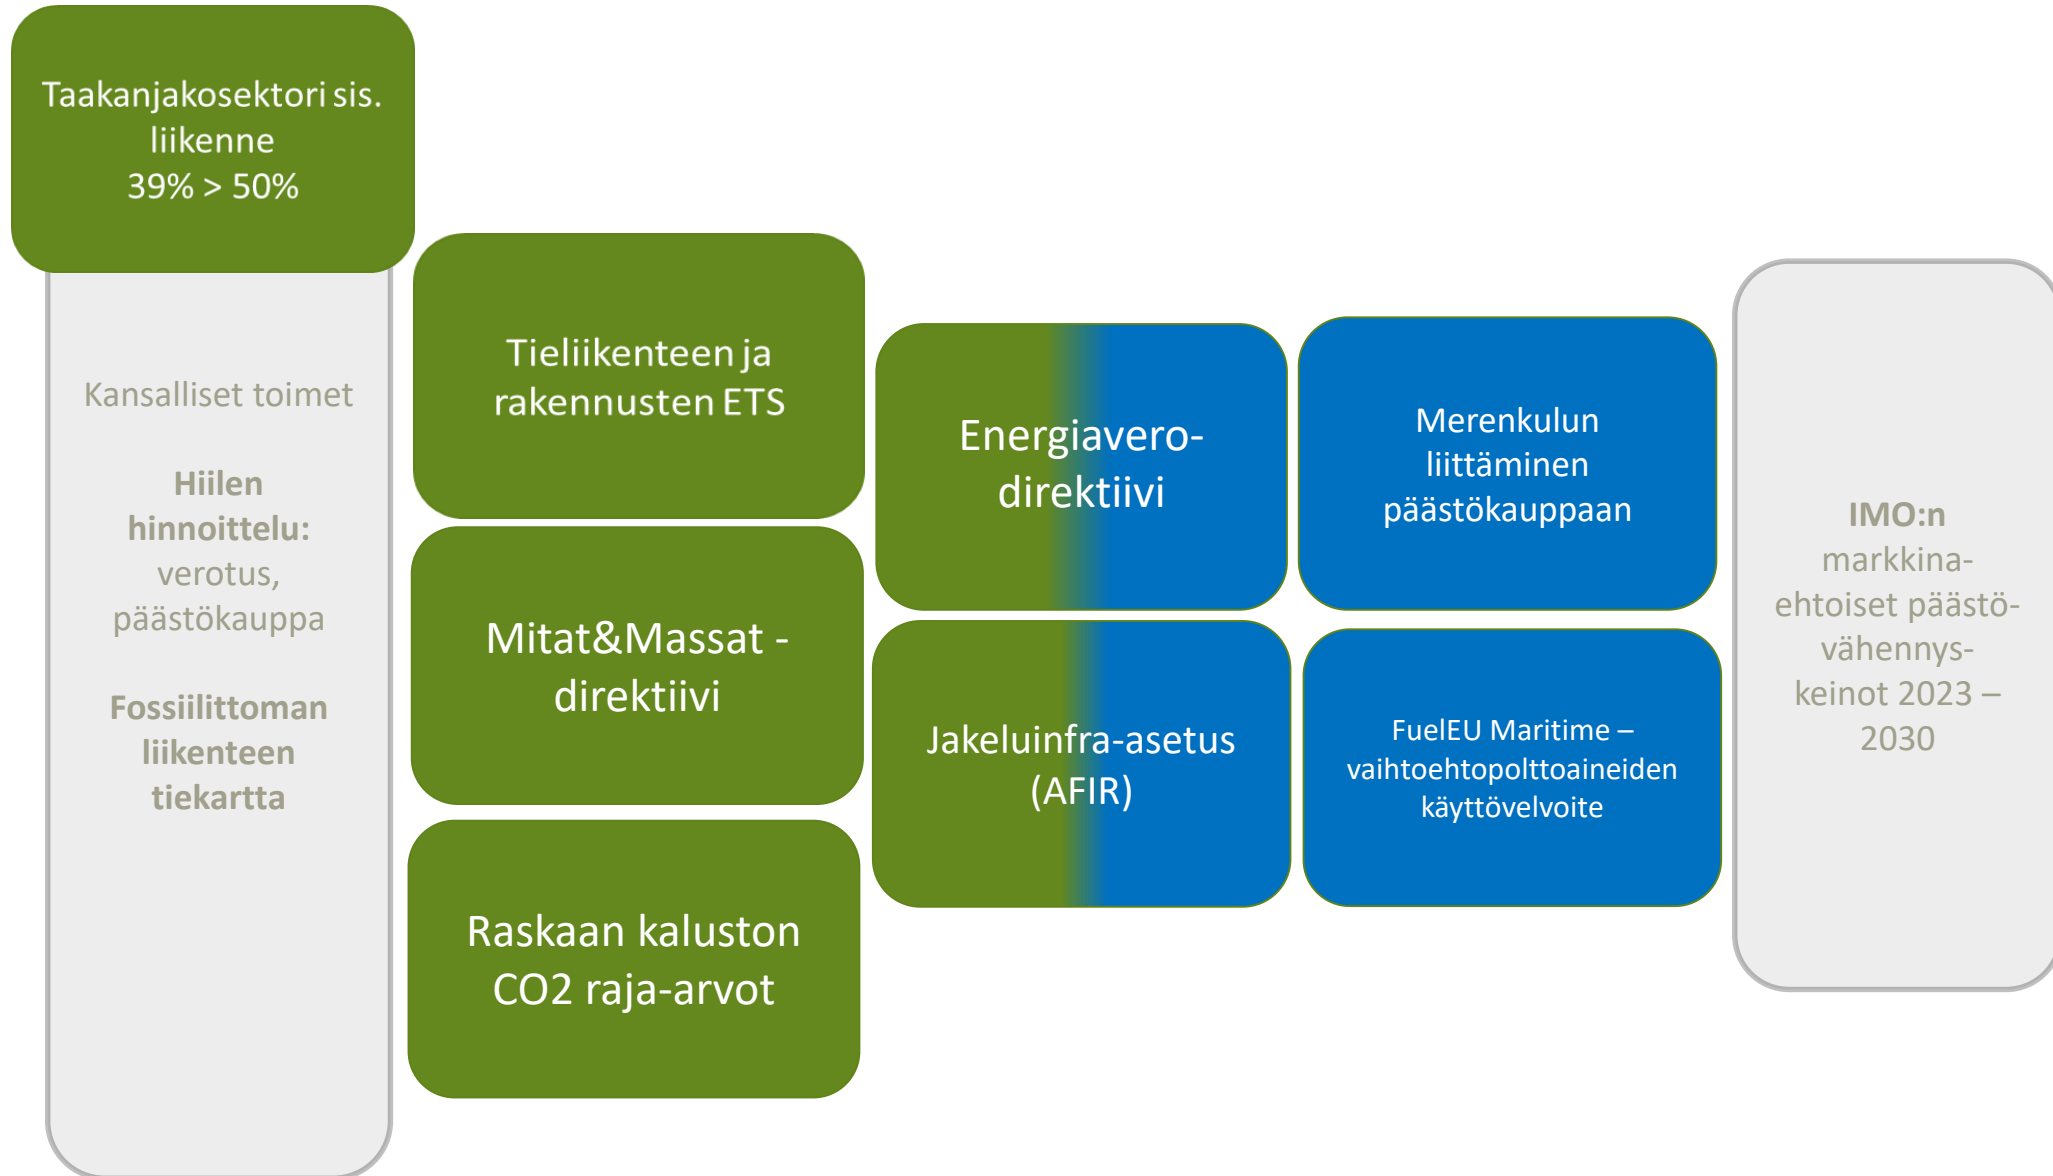 Taakanjakosektori sis.
liikenne
39% > 50%
Kansalliset toimet
Hiilen
hinnoittelu:
verotus,
päästökauppa
Fossiilittoman
liikenteen
tiekartta
Tieliikenteen ja
rakennusten ETS
Mitat&Massat -
direktiivi
Raskaan kaluston
CO2 raja-arvot
Energiavero-
direktiivi
Jakeluinfra-asetus
(AFIR)
Merenkulun
liittäminen
päästökauppaan
FuelEU Maritime –
vaihtoehtopolttoaineiden
käyttövelvoite
IMO:n
markkina-
ehtoiset päästö-
vähennys-
keinot 2023 –
2030